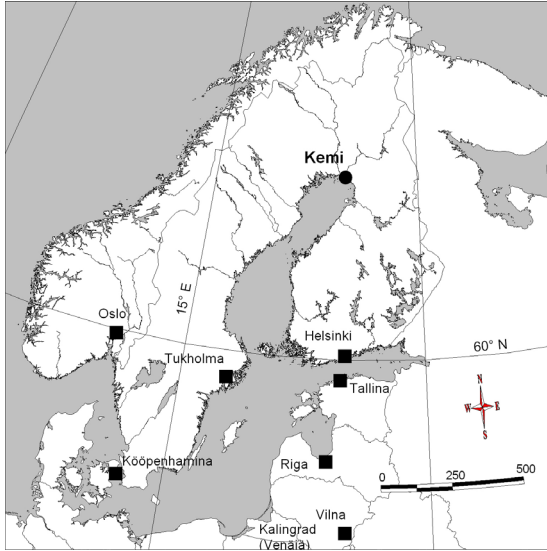 Kemi
15° E
Oslo
Helsinki
60° N
Tukholma
Tallina
N
W E
S
Kööpenhamina
Riga
0 250 500
Vilna
Kalingrad
(Venäjä)